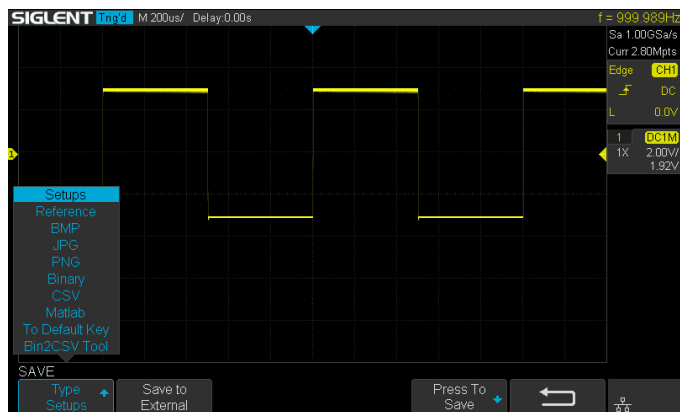 SIGLENT Trig'd M 200us/ Delay:0.00s f = 999.989Hz
Sa 1.00GSa/s
Curr 2.80Mpts
Edge CH1
DC
L 0.0V
1 DC1M
1X 2.00V/
1.92V
1
Setups
Reference
BMP
JPG
PNG
Binary
CSV
Matlab
To Default Key
Bin2CSV Tool
SAVE
Type Save to Press To
Setups External Save